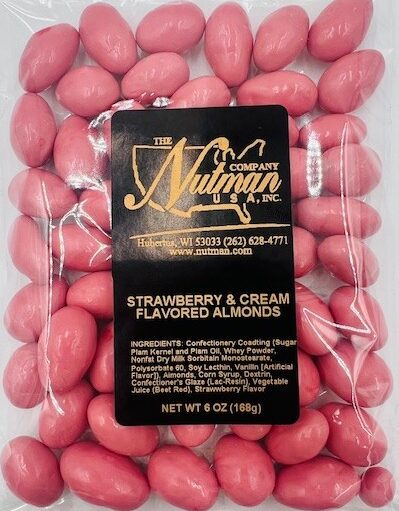 THE
Nutman
COMPANY
USA, INC.
Hubertus, WI 53033 (262) 628-4771
www.nutman.com
STRAWBERRY & CREAM
FLAVORED ALMONDS
INGREDIENTS: Confectionery Coadting (Sugar
Plam Kernel and Plam Oil, Whey Powder,
Nonfat Dry Milk Sorbitain Monostearate,
Polysorbate 60, Soy Lecthin, Vanilin [Artificial
Flavor]), Almonds, Corn Syrup, Dextrin,
Confectioner's Glaze (Lac-Resin), Vegetable
Juice (Beet Red), Strawwberry Flavor
NET WT 6 OZ (168g)